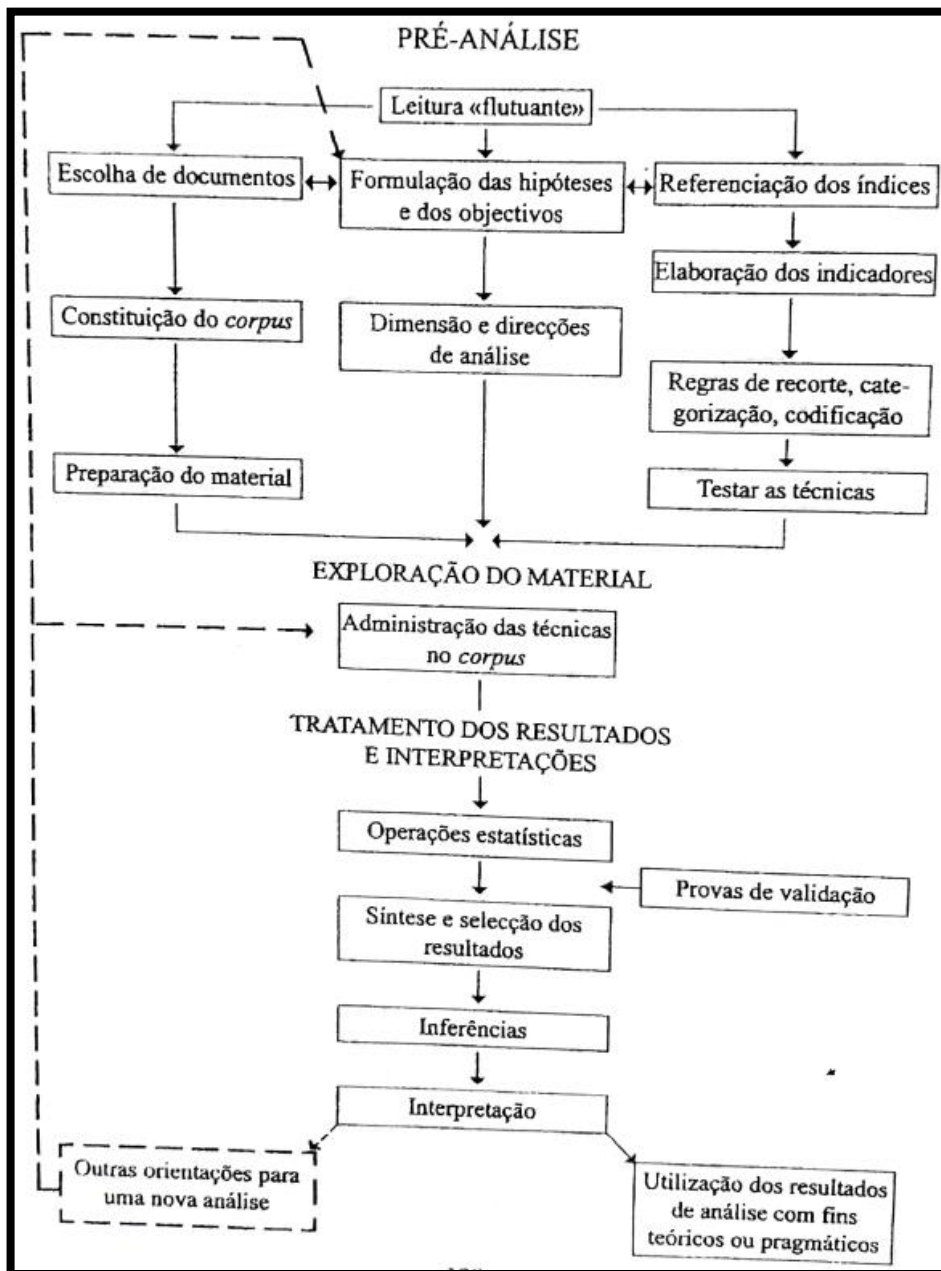 PRÉ-ANÁLISE
Leitura «flutuante»
Escolha de documentos
Formulação das hipóteses
e dos objectivos
Referenciação dos índices
Elaboração dos indicadores
Constituição do corpus
Dimensão e direcções
de análise
Regras de recorte, cate-
gorização, codificação
Preparação do material
Testar as técnicas
EXPLORAÇÃO DO MATERIAL
Administração das técnicas
no corpus
TRATAMENTO DOS RESULTADOS
E INTERPRETAÇÕES
Operações estatísticas
Provas de validação
Síntese e selecção dos
resultados
Inferências
Interpretação
Outras orientações para
uma nova análise
Utilização dos resultados
de análise com fins
teóricos ou pragmáticos